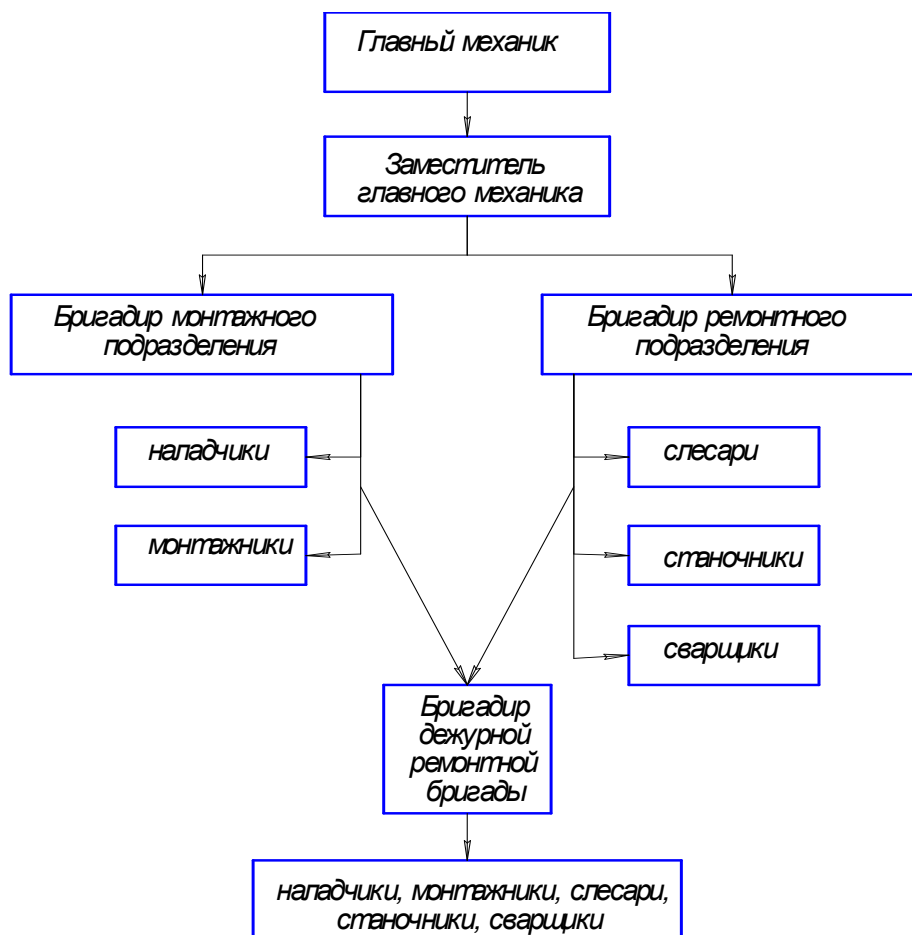 Главный механик
Заместитель
главного механика
Бригадир монтажного
подразделения
Бригадир ремонтного
подразделения
наладчики
слесари
монтажники
станочники
сварщики
Бригадир
дежурной
ремонтной
бригады
наладчики, монтажники, слесари,
станочники, сварщики